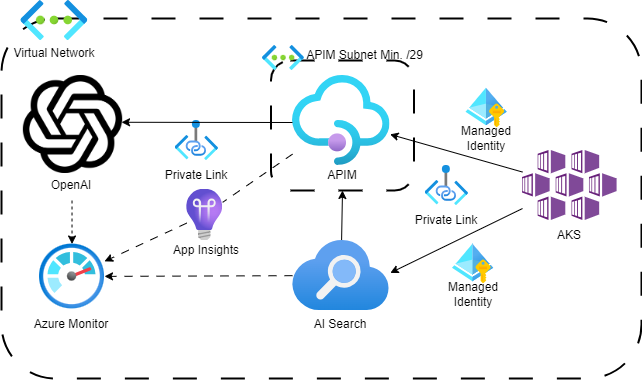 Virtual Network
APIM Subnet Min. /29
OpenAI
Private Link
APIM
Managed
Identity
Private Link
AKS
App Insights
Azure Monitor
AI Search
Managed
Identity